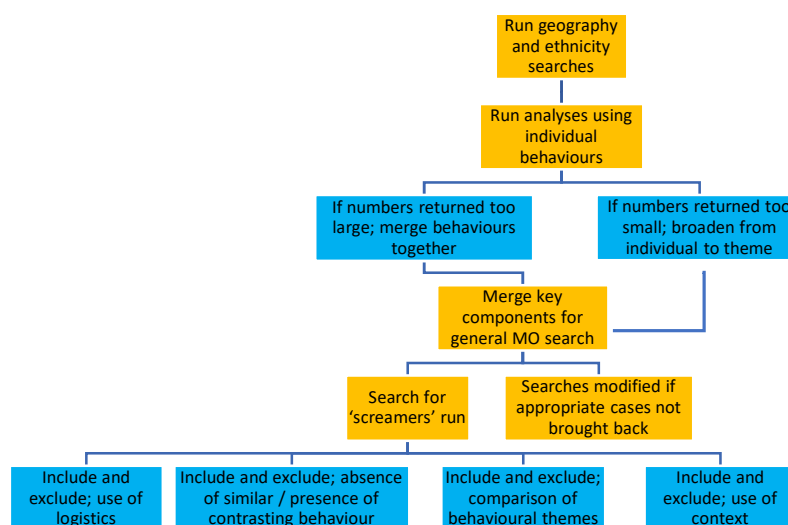 Run geography
and ethnicity
searches
Run analyses using
individual
behaviours
If numbers returned too
large; merge behaviours
together
If numbers returned too
small; broaden from
individual to theme
Merge key
components for
general MO search
Search for
‘screamers’ run
Searches modified if
appropriate cases not
brought back
Include and
exclude; use of
logistics
Include and exclude; absence
of similar / presence of
contrasting behaviour
Include and exclude;
comparison of
behavioural themes
Include and
exclude; use of
context